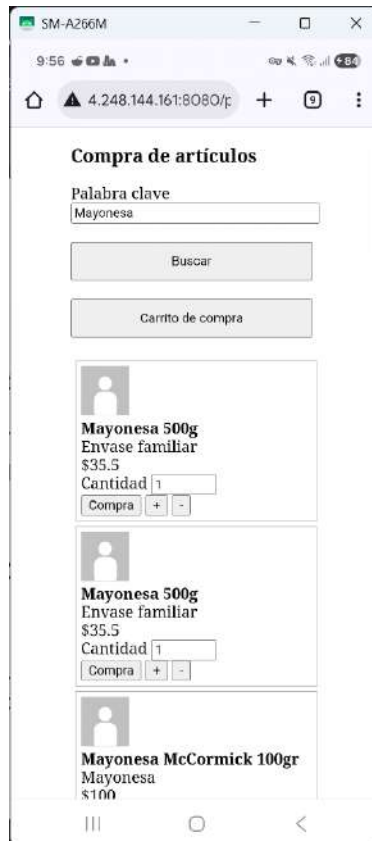 SM-A266M
9:56
84
4.248.144.161:8080/p
9
Compra de artículos
Palabra clave
Mayonesa
Buscar
Carrito de compra
Mayonesa 500g
Envase familiar
$35.5
Cantidad 1
Compra + -
Mayonesa 500g
Envase familiar
$35.5
Cantidad 1
Compra + -
Mayonesa McCormick 100gr
Mayonesa
$100